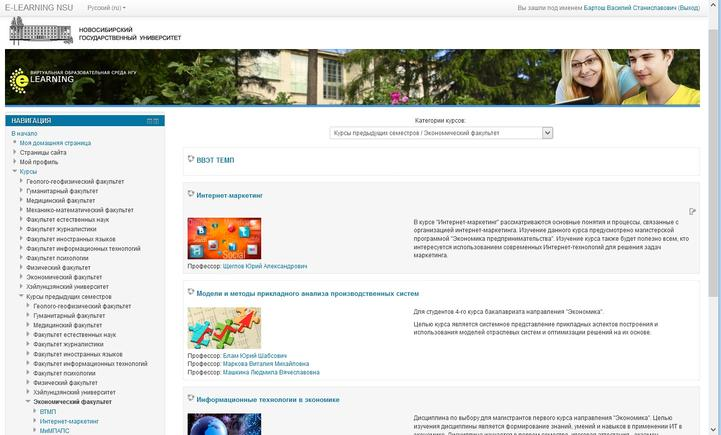 E-LEARNING NSU
Русский (ru)
Вы зашли под именем Бартош Василий Станиславович (Выход)
НОВОСИБИРСКИЙ
ГОСУДАРСТВЕННЫЙ УНИВЕРСИТЕТ
ВИРТУАЛЬНАЯ ОБРАЗОВАТЕЛЬНАЯ СРЕДА НГУ
eLEARNING
НАВИГАЦИЯ
В начало
Моя домашняя страница
Страницы сайта
Мой профиль
Курсы
Геолого-геофизический факультет
Гуманитарный факультет
Медицинский факультет
Механико-математический факультет
Факультет естественных наук
Факультет журналистики
Факультет иностранных языков
Факультет информационных технологий
Факультет психологии
Физический факультет
Экономический факультет
Хэйлунцзянский университет
Курсы предыдущих семестров
Геолого-геофизический факультет
Гуманитарный факультет
Медицинский факультет
Факультет естественных наук
Факультет журналистики
Факультет иностранных языков
Факультет информационных технологий
Факультет психологии
Физический факультет
Хэйлунцзянский университет
Экономический факультет
ВТМП
Интернет-маркетинг
МиМПАПС
Категории курсов:
Курсы предыдущих семестров / Экономический факультет
ВВЭТ ТЕМП
Интернет-маркетинг
Social
В курсе "Интернет-маркетинг" рассматриваются основные понятия и процессы, связанные с
организацией интернет-маркетинга. Изучение данного курса предусмотрено магистерской
программой "Экономика предпринимательства". Изучение курса также будет полезно всем, кто
интересуется использованием современных Интернет-технологий для решения задач
маркетинга.
Профессор: Щеглов Юрий Александрович
Модели и методы прикладного анализа производственных систем
Для студентов 4-го курса бакалавриата направления "Экономика".
Целью курса является системное представление прикладных аспектов построения и
использования моделей отраслевых систем и оптимизации решений на их основе.
Профессор: Блам Юрий Шабсович
Профессор: Маркова Виталия Михайловна
Профессор: Машкина Людмила Вячеславовна
Информационные технологии в экономике
Дисциплина по выбору для магистрантов первого курса направления "Экономика". Целью
изучения дисциплины является формирование знаний, умений и навыков в применении ИТ в